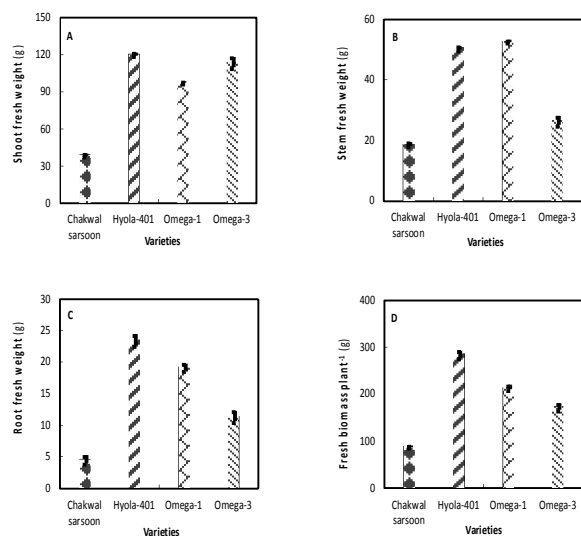 A
Shoot fresh weight (g)
150
120
90
60
30
0
Chakwal sarsoon
Hyola-401
Omega-1
Omega-3
Varieties
B
Stem fresh weight (g)
60
40
20
0
Chakwal sarsoon
Hyola-401
Omega-1
Omega-3
Varieties
C
Root fresh weight (g)
30
25
20
15
10
5
0
Chakwal sarsoon
Hyola-401
Omega-1
Omega-3
Varieties
D
Fresh biomass plant⁻¹ (g)
400
300
200
100
0
Chakwal sarsoon
Hyola-401
Omega-1
Omega-3
Varieties